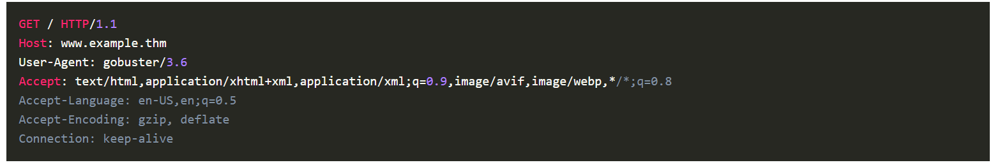 GET / HTTP/1.1
Host: www.example.thm
User-Agent: gobuster/3.6
Accept: text/html,application/xhtml+xml,application/xml;q=0.9,image/avif,image/webp,*/*;q=0.8
Accept-Language: en-US,en;q=0.5
Accept-Encoding: gzip, deflate
Connection: keep-alive